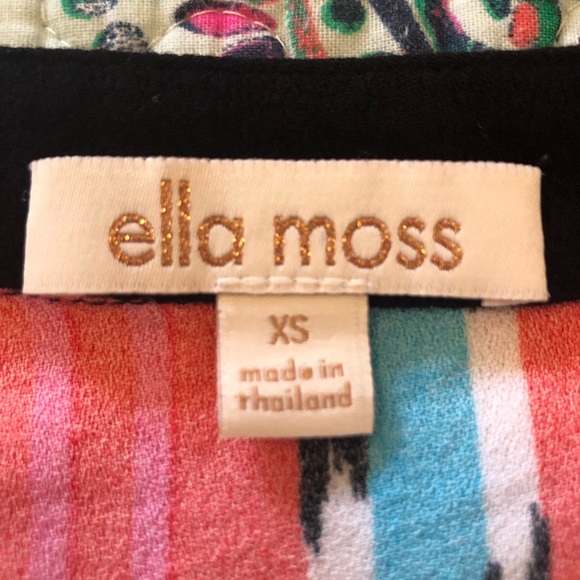 ella moss
XS
made in
thailand